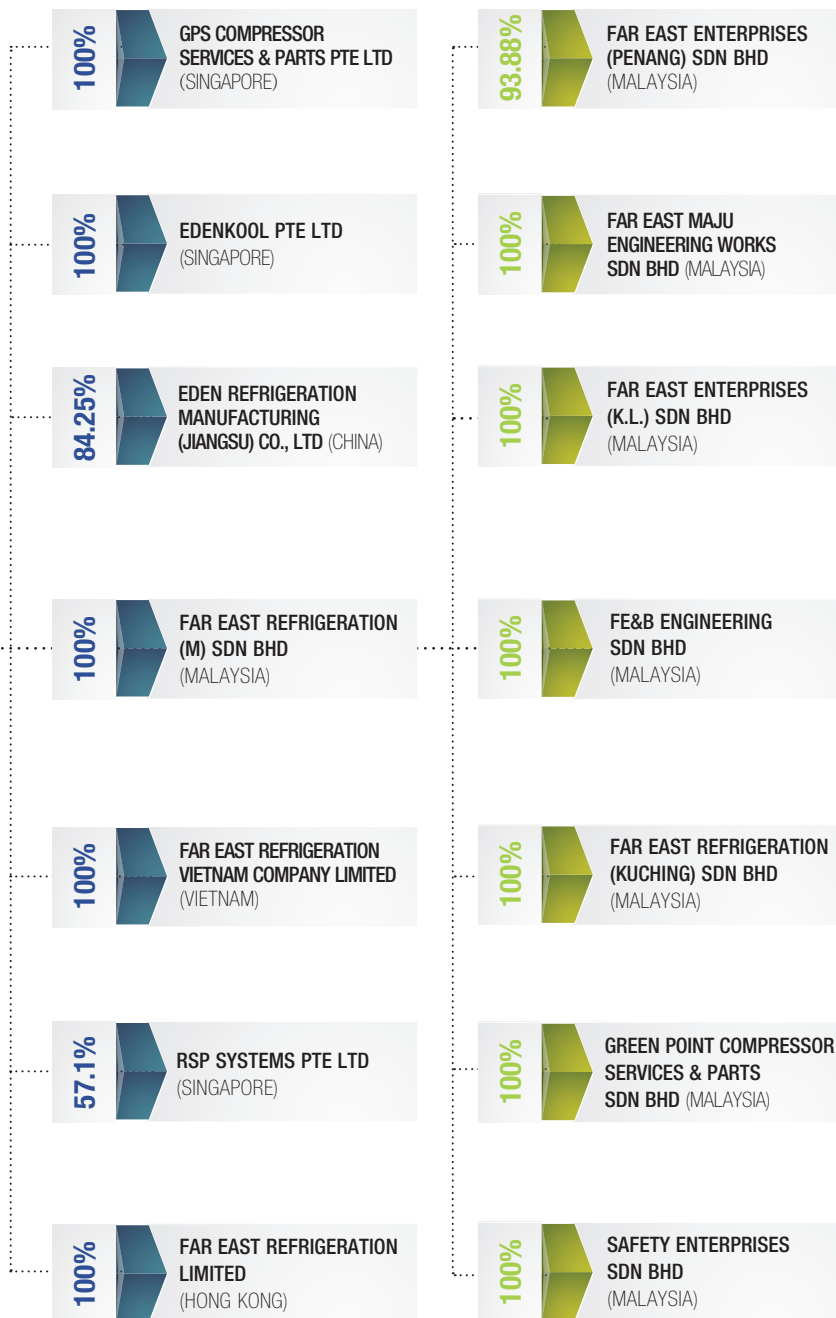 100%
GPS COMPRESSOR
SERVICES & PARTS PTE LTD
(SINGAPORE)
100%
EDENKOOL PTE LTD
(SINGAPORE)
84.25%
EDEN REFRIGERATION
MANUFACTURING
(JIANGSU) CO., LTD (CHINA)
100%
FAR EAST REFRIGERATION
(M) SDN BHD
(MALAYSIA)
100%
FAR EAST REFRIGERATION
VIETNAM COMPANY LIMITED
(VIETNAM)
57.1%
RSP SYSTEMS PTE LTD
(SINGAPORE)
100%
FAR EAST REFRIGERATION
LIMITED
(HONG KONG)
93.88%
FAR EAST ENTERPRISES
(PENANG) SDN BHD
(MALAYSIA)
100%
FAR EAST MAJU
ENGINEERING WORKS
SDN BHD (MALAYSIA)
100%
FAR EAST ENTERPRISES
(K.L.) SDN BHD
(MALAYSIA)
100%
FE&B ENGINEERING
SDN BHD
(MALAYSIA)
100%
FAR EAST REFRIGERATION
(KUCHING) SDN BHD
(MALAYSIA)
100%
GREEN POINT COMPRESSOR
SERVICES & PARTS
SDN BHD (MALAYSIA)
100%
SAFETY ENTERPRISES
SDN BHD
(MALAYSIA)